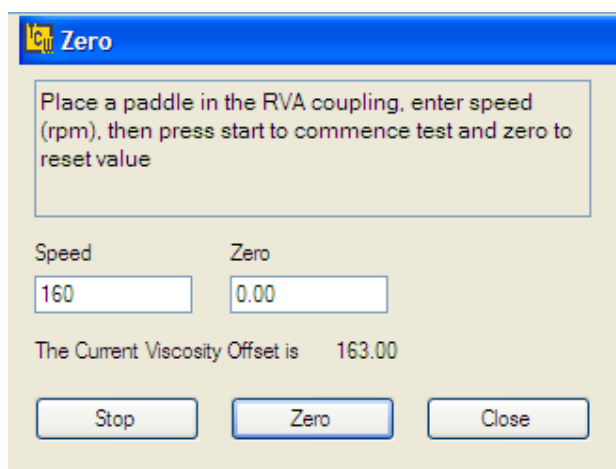 Zero
Place a paddle in the RVA coupling, enter speed
(rpm), then press start to commence test and zero to
reset value
Speed Zero
160 0.00
The Current Viscosity Offset is 163.00
Stop Zero Close